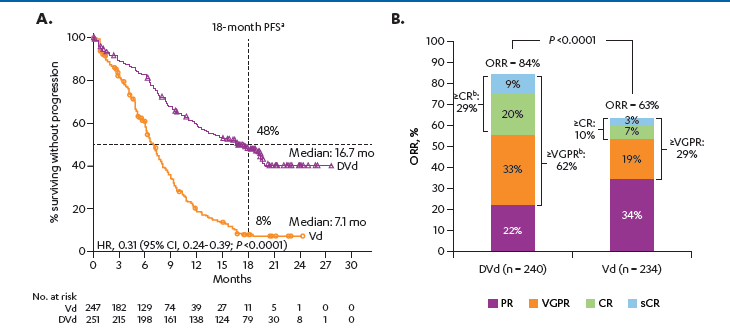 A.
18-month PFSᵃ
% surviving without progression
100
80
60
40
20
0
48%
Median: 16.7 mo
DVd
8%
Median: 7.1 mo
Vd
HR, 0.31 (95% CI, 0.24-0.39; P<0.0001)
0 3 6 9 12 15 18 21 24 27 30
Months
No. at risk
Vd 247 182 129 74 39 27 11 5 1 0 0
DVd 251 215 198 161 138 124 79 30 8 1 0
B.
P<0.0001
ORR, %
100
90
80
70
60
50
40
30
20
10
0
ORR = 84%
≥CRᵇ:
29%
9%
20%
33%
22%
≥VGPRᵇ:
62%
ORR = 63%
≥CR:
10%
3%
7%
19%
34%
≥VGPR:
29%
DVd (n = 240)
Vd (n = 234)
PR VGPR CR sCR